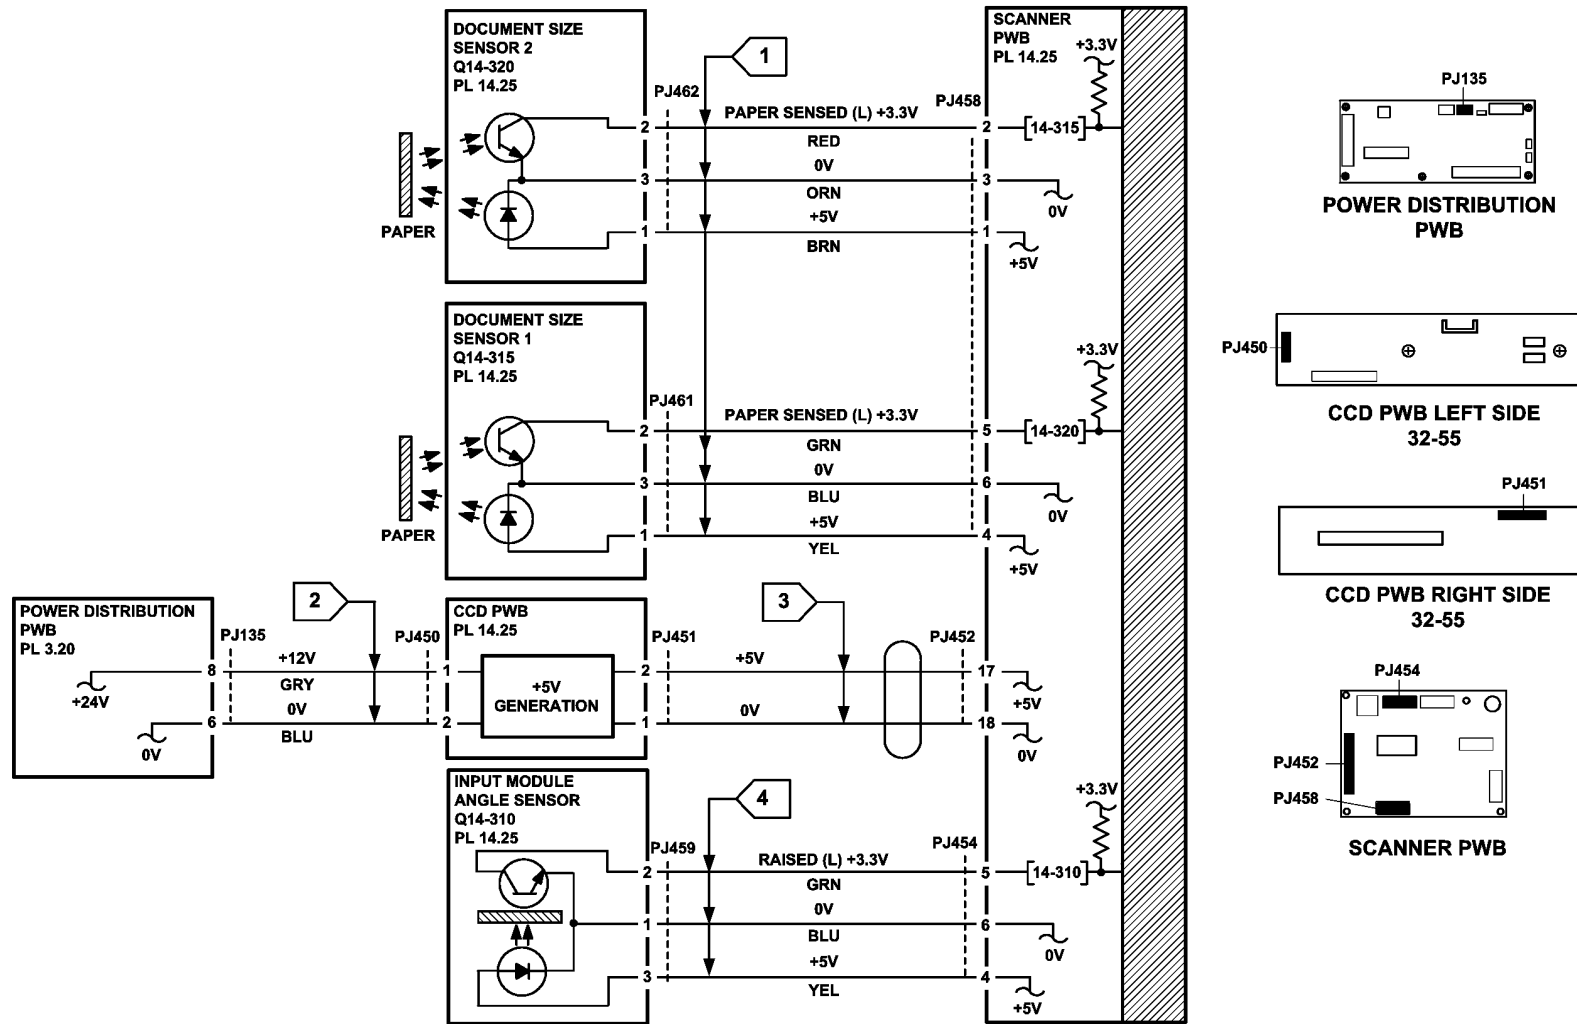 DOCUMENT SIZE
SENSOR 2
Q14-320
PL 14.25
PJ462
1
PJ458
SCANNER
PWB
PL 14.25
+3.3V
2
PAPER SENSED (L) +3.3V
2
[14-315]
RED
0V
3
3
ORN
0V
+5V
1
1
BRN
+5V
PAPER
DOCUMENT SIZE
SENSOR 1
Q14-315
PL 14.25
PJ461
+3.3V
2
PAPER SENSED (L) +3.3V
5
[14-320]
GRN
0V
3
6
BLU
0V
+5V
1
4
YEL
+5V
PAPER
POWER DISTRIBUTION
PWB
PL 3.20
PJ135
2
PJ450
CCD PWB
PL 14.25
PJ451
3
PJ452
8
+12V
1
+5V
GENERATION
2
+5V
17
+24V
GRY
+5V
0V
6
2
1
0V
18
0V
BLU
0V
INPUT MODULE
ANGLE SENSOR
Q14-310
PL 14.25
PJ459
4
PJ454
+3.3V
2
RAISED (L) +3.3V
5
[14-310]
GRN
0V
1
6
BLU
0V
+5V
3
4
YEL
+5V
PJ135
POWER DISTRIBUTION
PWB
PJ450
CCD PWB LEFT SIDE
32-55
PJ451
CCD PWB RIGHT SIDE
32-55
PJ454
PJ452
PJ458
SCANNER PWB